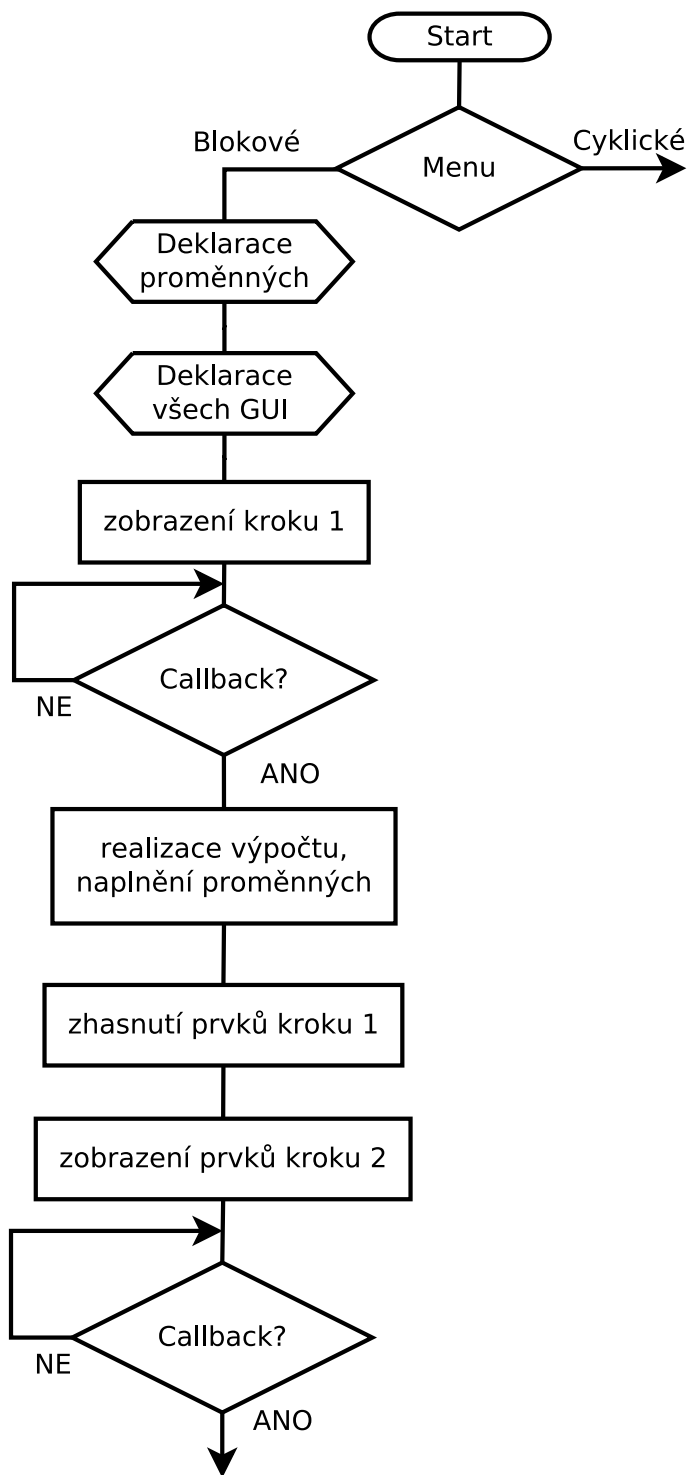 Start
Blokové
Cyklické
Menu
Deklarace
proměnných
Deklarace
všech GUI
zobrazení kroku 1
Callback?
NE
ANO
realizace výpočtu,
naplnění proměnných
zhasnutí prvků kroku 1
zobrazení prvků kroku 2
Callback?
NE
ANO